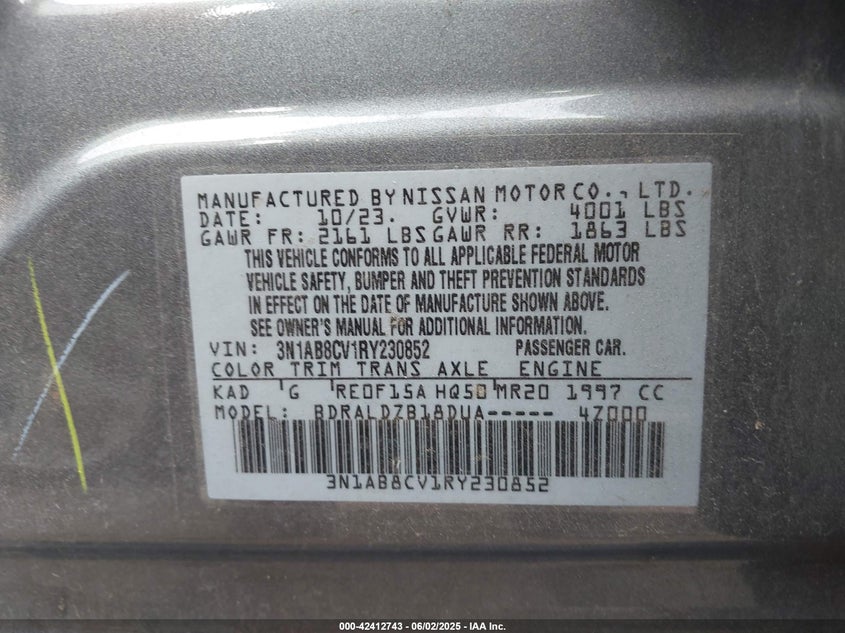 MANUFACTURED BY NISSAN MOTOR CO., LTD.
DATE: 10/23. GVWR: 4001 LBS
GAWR FR: 2161 LBS GAWR RR: 1863 LBS
THIS VEHICLE CONFORMS TO ALL APPLICABLE FEDERAL MOTOR
VEHICLE SAFETY, BUMPER AND THEFT PREVENTION STANDARDS
IN EFFECT ON THE DATE OF MANUFACTURE SHOWN ABOVE.
SEE OWNER'S MANUAL FOR ADDITIONAL INFORMATION.
VIN: 3N1AB8CV1RY230852 PASSENGER CAR.
COLOR TRIM TRANS AXLE ENGINE
KAD G RE0F15A HQ50 MR20 1997 CC
MODEL: BDRALDZB18DUA----- 4Z000
3N1AB8CV1RY230852
000-42412743 | 06/02/2025 - IAA Inc.